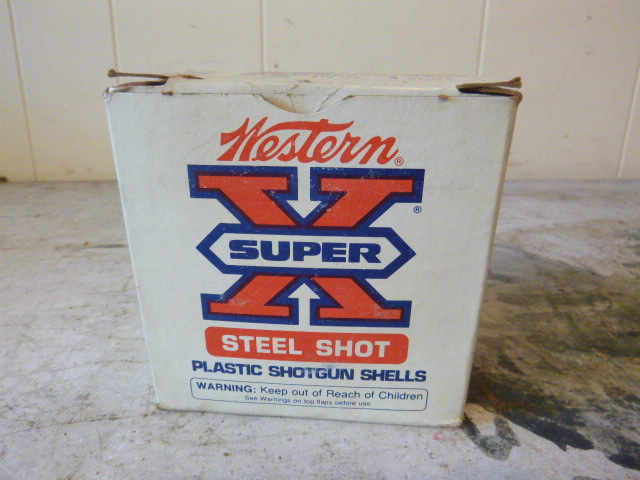 Western®
X®
SUPER
STEEL SHOT
PLASTIC SHOTGUN SHELLS
WARNING: Keep out of Reach of Children
See Warnings on top flaps before use.